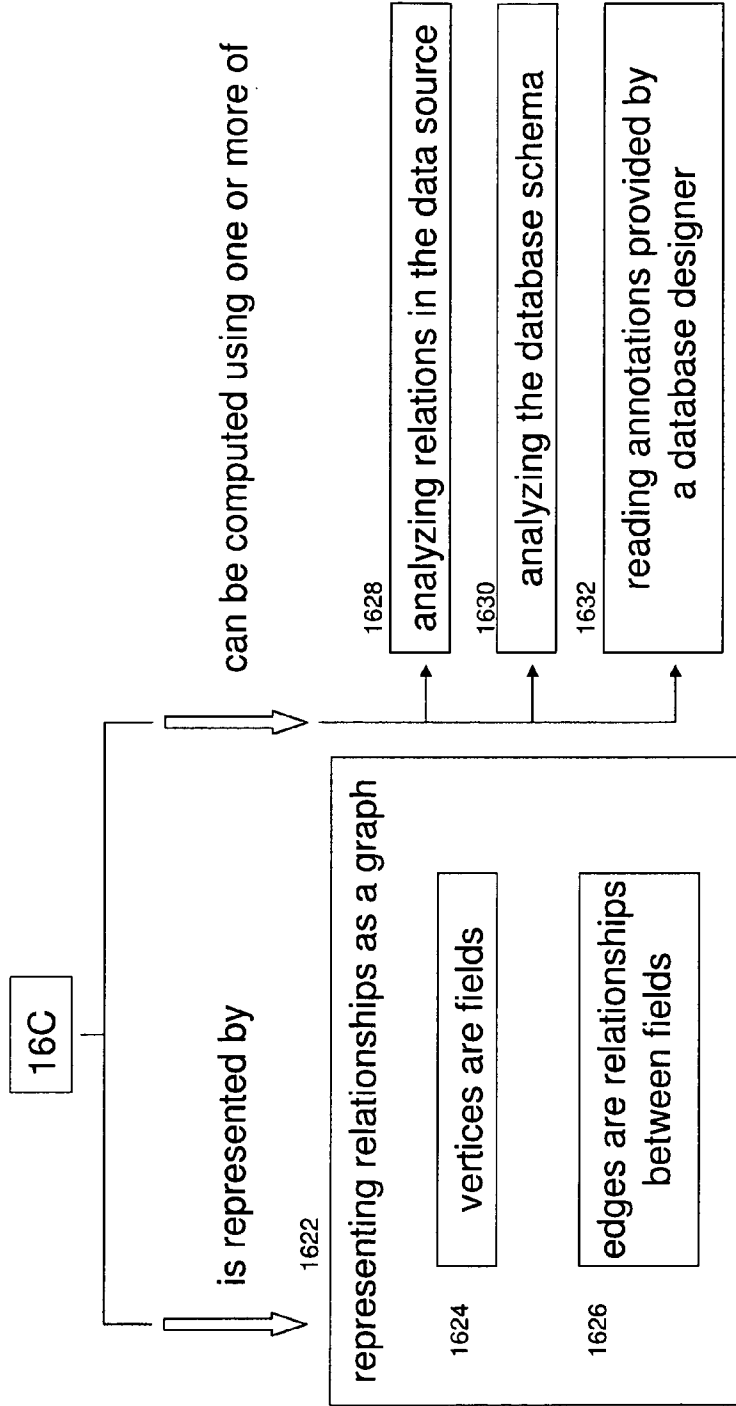 16C
is represented by
1622
representing relationships as a graph
1624
vertices are fields
1626
edges are relationships
between fields
can be computed using one or more of
1628
analyzing relations in the data source
1630
analyzing the database schema
1632
reading annotations provided by
a database designer